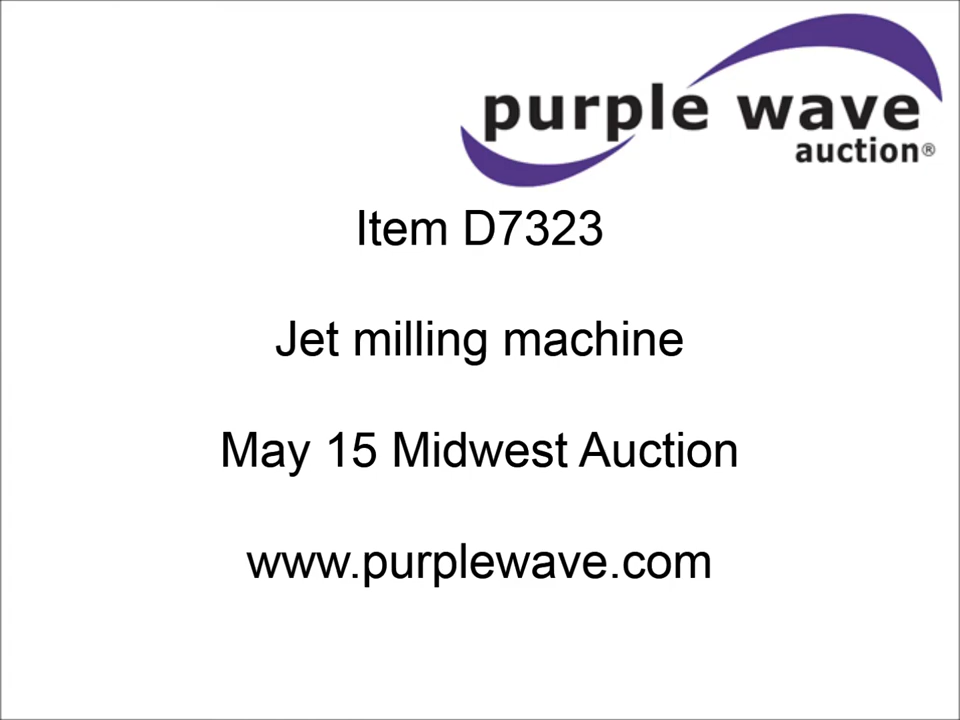 purple wave
auction®
Item D7323
Jet milling machine
May 15 Midwest Auction
www.purplewave.com